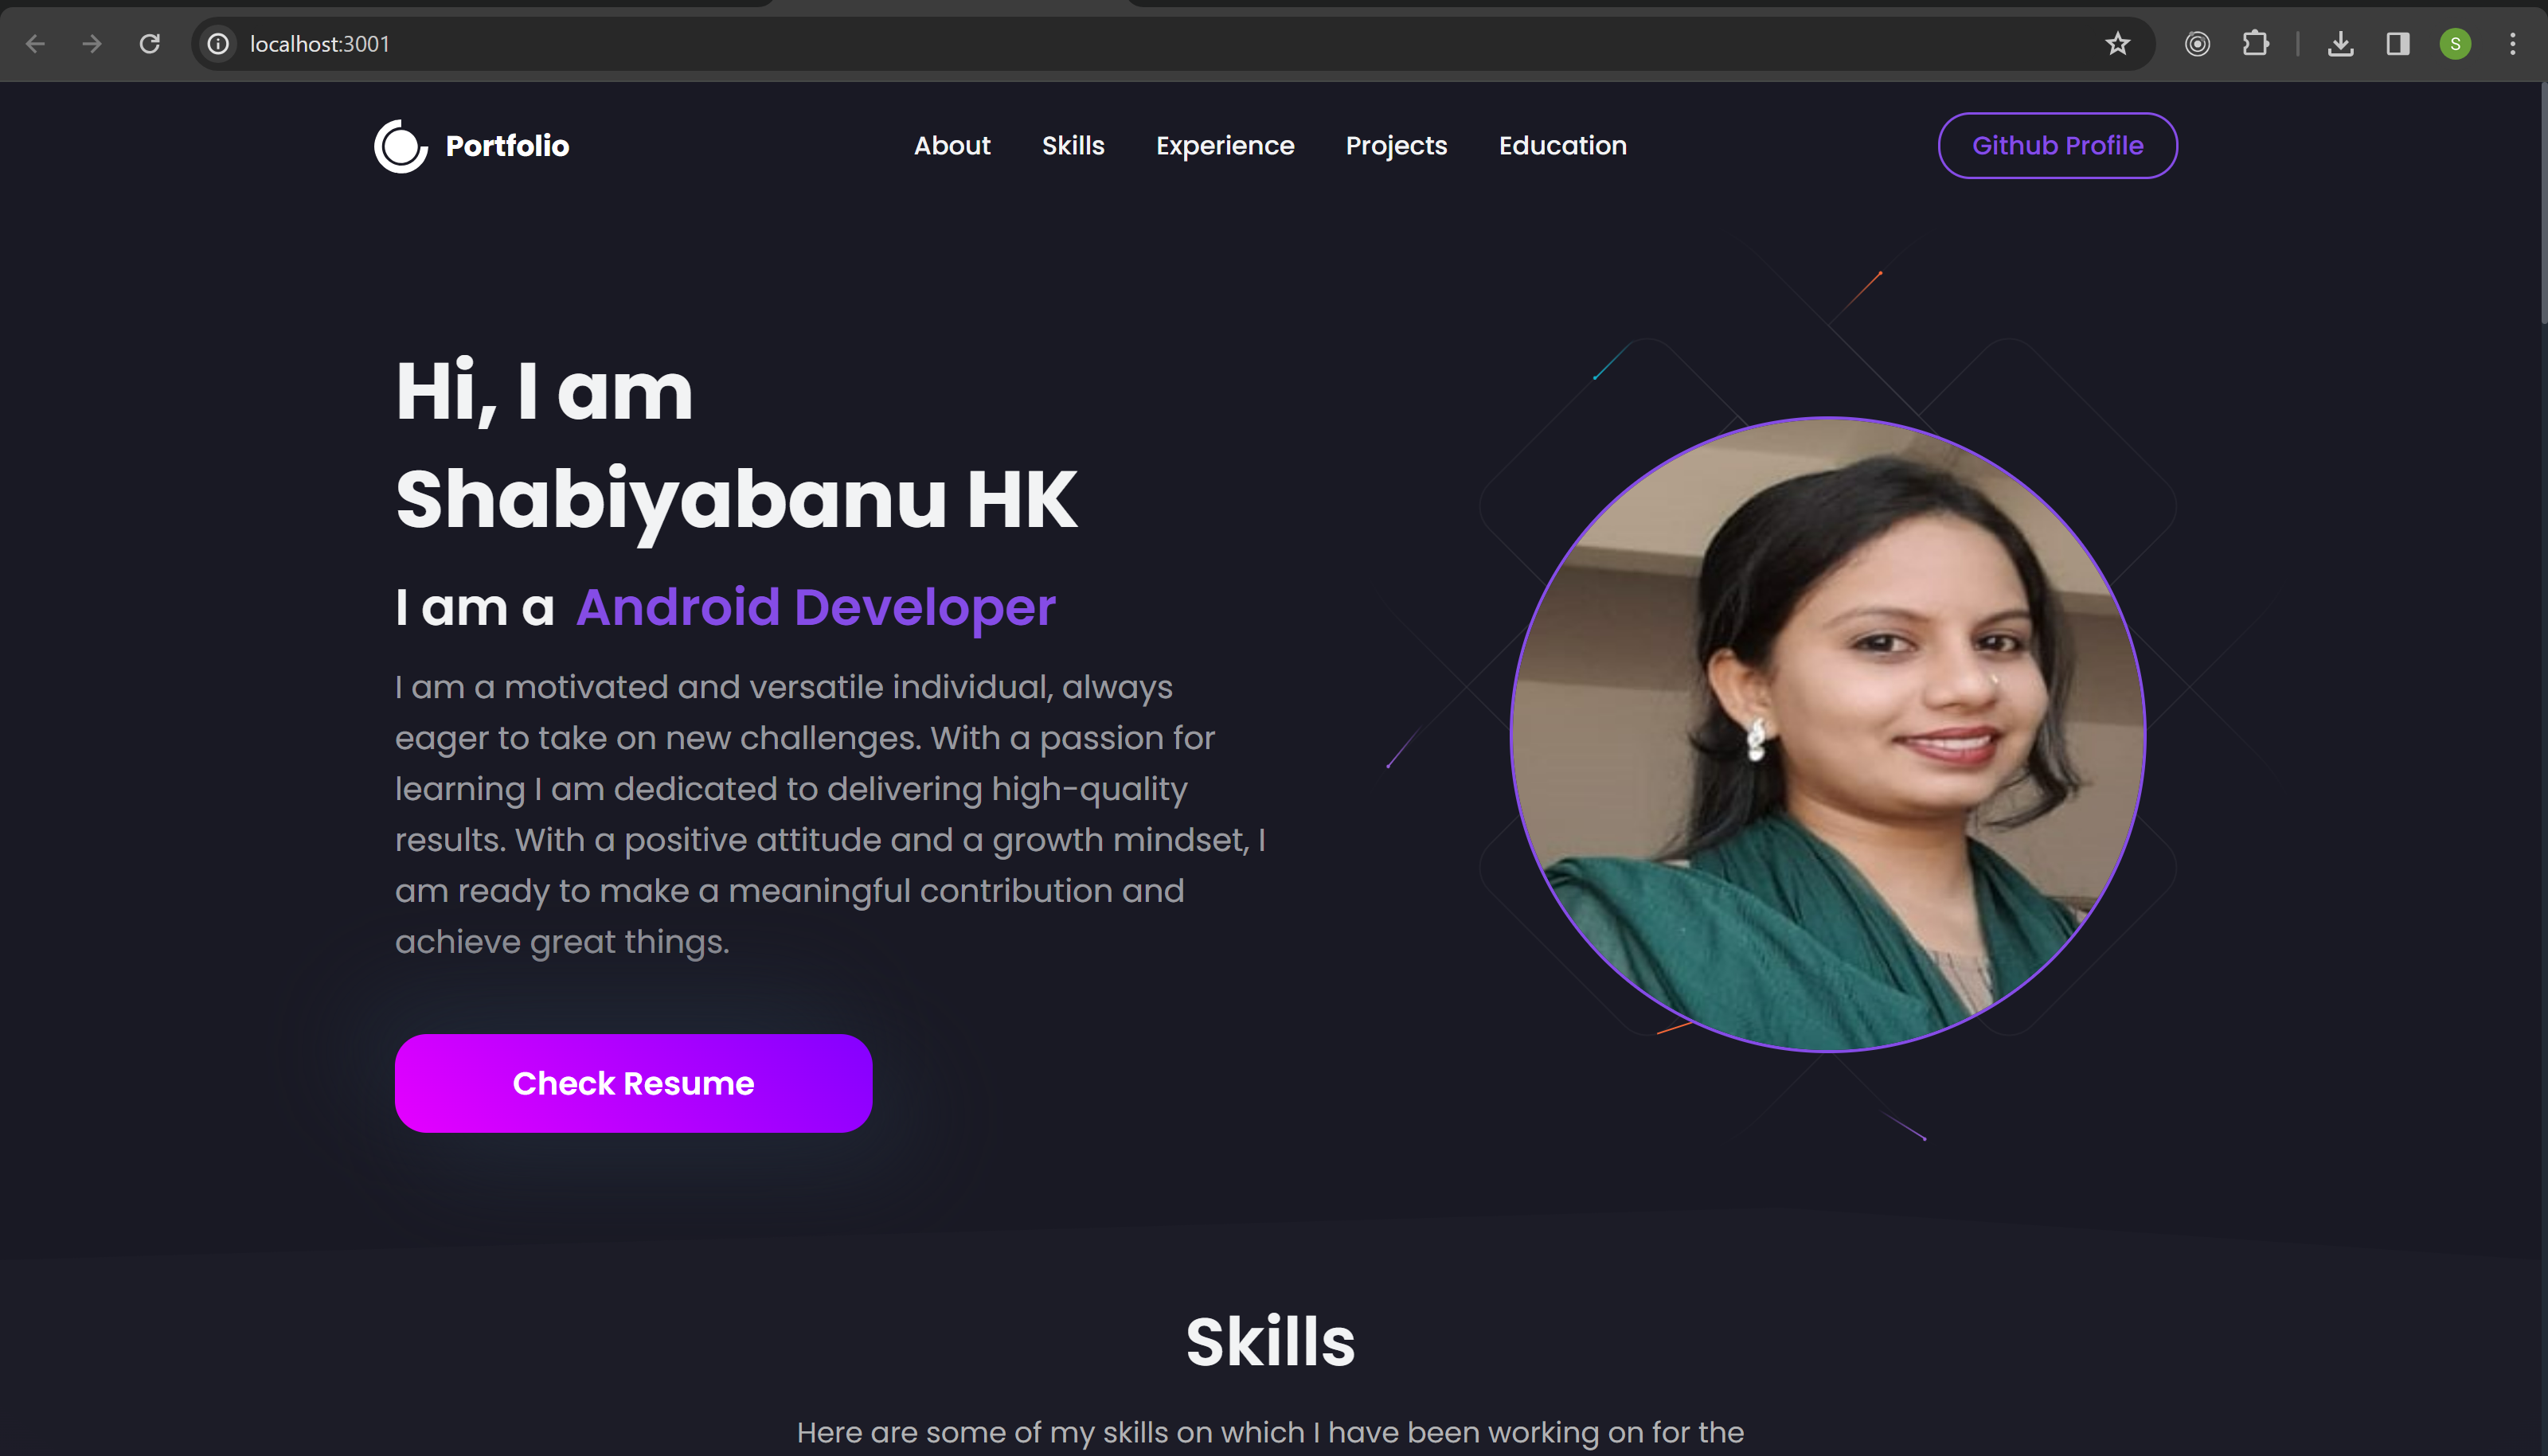 localhost:3001
S
Portfolio
About Skills Experience Projects Education
Github Profile
Hi, I am
Shabiyabanu HK
I am a Android Developer
I am a motivated and versatile individual, always
eager to take on new challenges. With a passion for
learning I am dedicated to delivering high-quality
results. With a positive attitude and a growth mindset, I
am ready to make a meaningful contribution and
achieve great things.
Check Resume
Skills
Here are some of my skills on which I have been working on for the